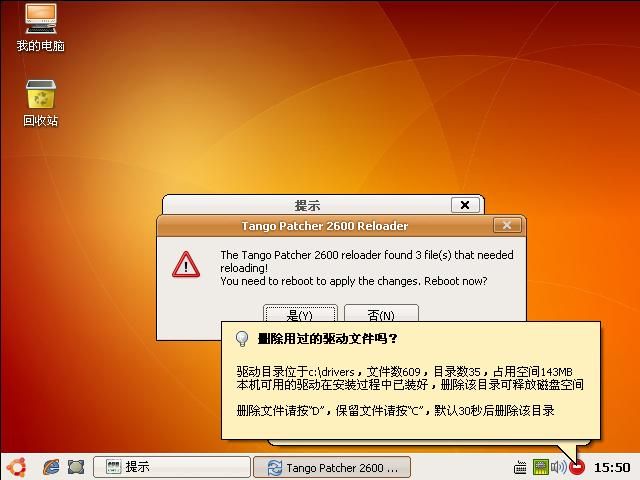 我的电脑
回收站
提示
Tango Patcher 2600 Reloader
The Tango Patcher 2600 reloader found 3 file(s) that needed
reloading!
You need to reboot to apply the changes. Reboot now?
是(Y)
否(N)
删除用过的驱动文件吗?
驱动目录位于c:\drivers，文件数609，目录数35，占用空间143MB
本机可用的驱动在安装过程中已装好，删除该目录可释放磁盘空间
删除文件请按"D"，保留文件请按"C"，默认30秒后删除该目录
提示
Tango Patcher 2600 ...
15:50